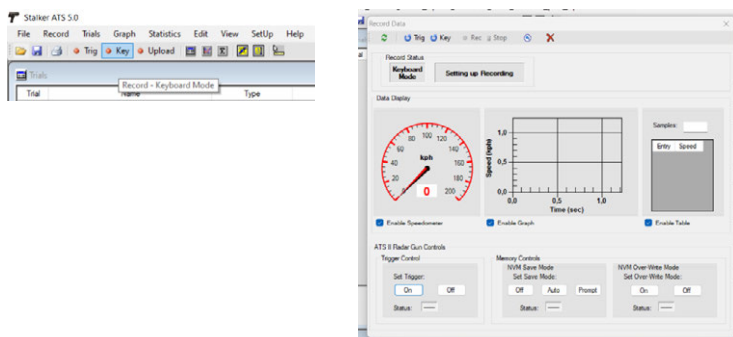 Stalker ATS 5.0
File Record Trials Graph Statistics Edit View SetUp Help
Trig Key Upload
Trials
Record - Keyboard Mode
Trial Name Type
Record Data
Trig Key Rec Stop
Record Status
Keyboard
Mode
Setting up Recording
Data Display
kph
0 20 40 60 80 100 120 140 160 180 200
0
Speed (kph)
1,0
0,5
0,0
0,0 0,5 1,0
Time (sec)
Samples:
Entry Speed
Enable Speedometer Enable Graph Enable Table
ATS II Radar Gun Controls
Trigger Control
Set Trigger:
On Off
Status: ----
Memory Controls
NVM Save Mode
Set Save Mode:
Off Auto Prompt
Status: ----
NVM Over-Write Mode
Set Over-Write Mode:
On Off
Status: ----